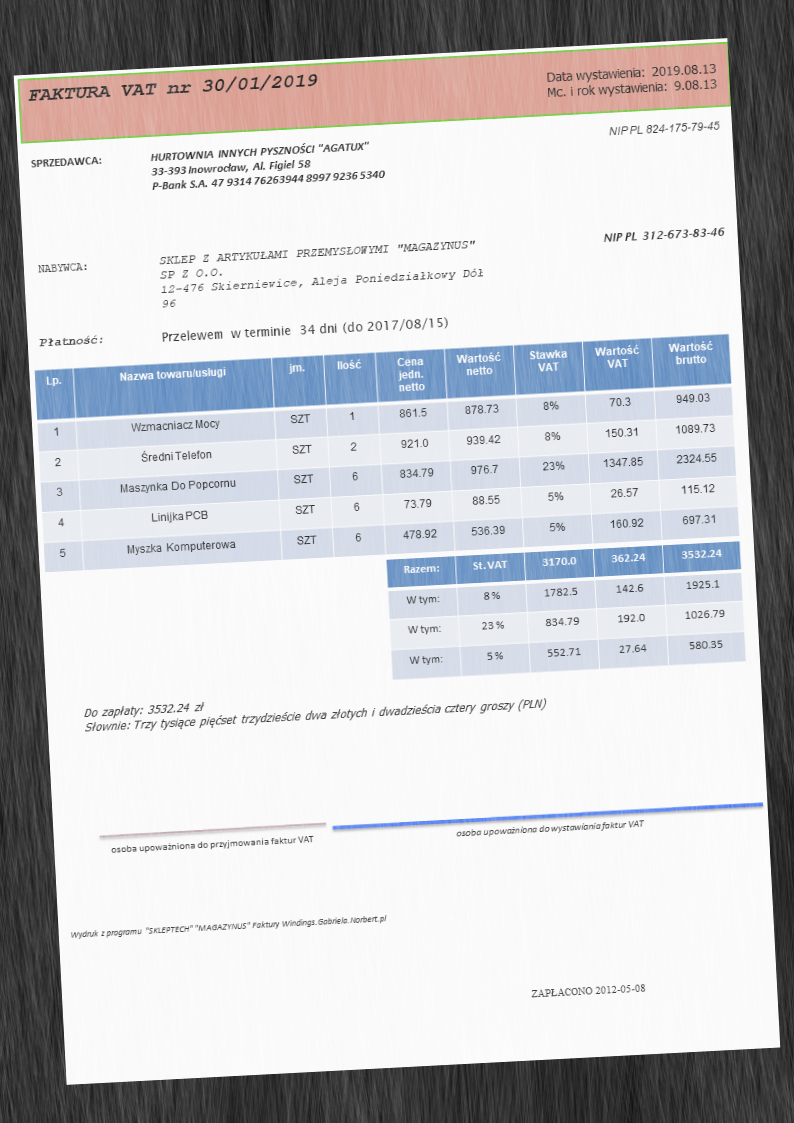 FAKTURA VAT nr 30/01/2019
Data wystawienia: 2019.08.13
Mc. i rok wystawienia: 9.08.13
NIP PL 824-175-79-45
SPRZEDAWCA: HURTOWNIA INNYCH PYSZNOŚCI "AGATUX"
33-393 Inowrocław, Al. Figiel 58
P-Bank S.A. 47 9314 76263944 8997 9236 5340
NIP PL 312-673-83-46
NABYWCA: SKLEP Z ARTYKUŁAMI PRZEMYSŁOWYMI "MAGAZYNUS"
SP Z O.O.
12-476 Skierniewice, Aleja Poniedziałkowy Dół
96
Płatność: Przelewem w terminie 34 dni (do 2017/08/15)
Lp. Nazwa towaru/usługi jm. Ilość Cena jedn. netto Wartość netto Stawka VAT Wartość VAT Wartość brutto
1 Wzmacniacz Mocy SZT 1 861.5 878.73 8% 70.3 949.03
2 Średni Telefon SZT 2 921.0 939.42 8% 150.31 1089.73
3 Maszynka Do Popcornu SZT 6 834.79 976.7 23% 1347.85 2324.55
4 Linijka PCB SZT 6 73.79 88.55 5% 26.57 115.12
5 Myszka Komputerowa SZT 6 478.92 536.39 5% 160.92 697.31
Razem: St.VAT 3170.0 362.24 3532.24
W tym: 8% 1782.5 142.6 1925.1
W tym: 23% 834.79 192.0 1026.79
W tym: 5% 552.71 27.64 580.35
Do zapłaty: 3532.24 zł
Słownie: Trzy tysiące pięćset trzydzieście dwa złotych i dwadzieścia cztery groszy (PLN)
osoba upoważniona do przyjmowania faktur VAT
osoba upoważniona do wystawiania faktur VAT
Wydruk z programu "SKLEPTECH" "MAGAZYNUS" Faktury Windings.Gabriela.Norbert.pl
ZAPŁACONO 2012-05-08